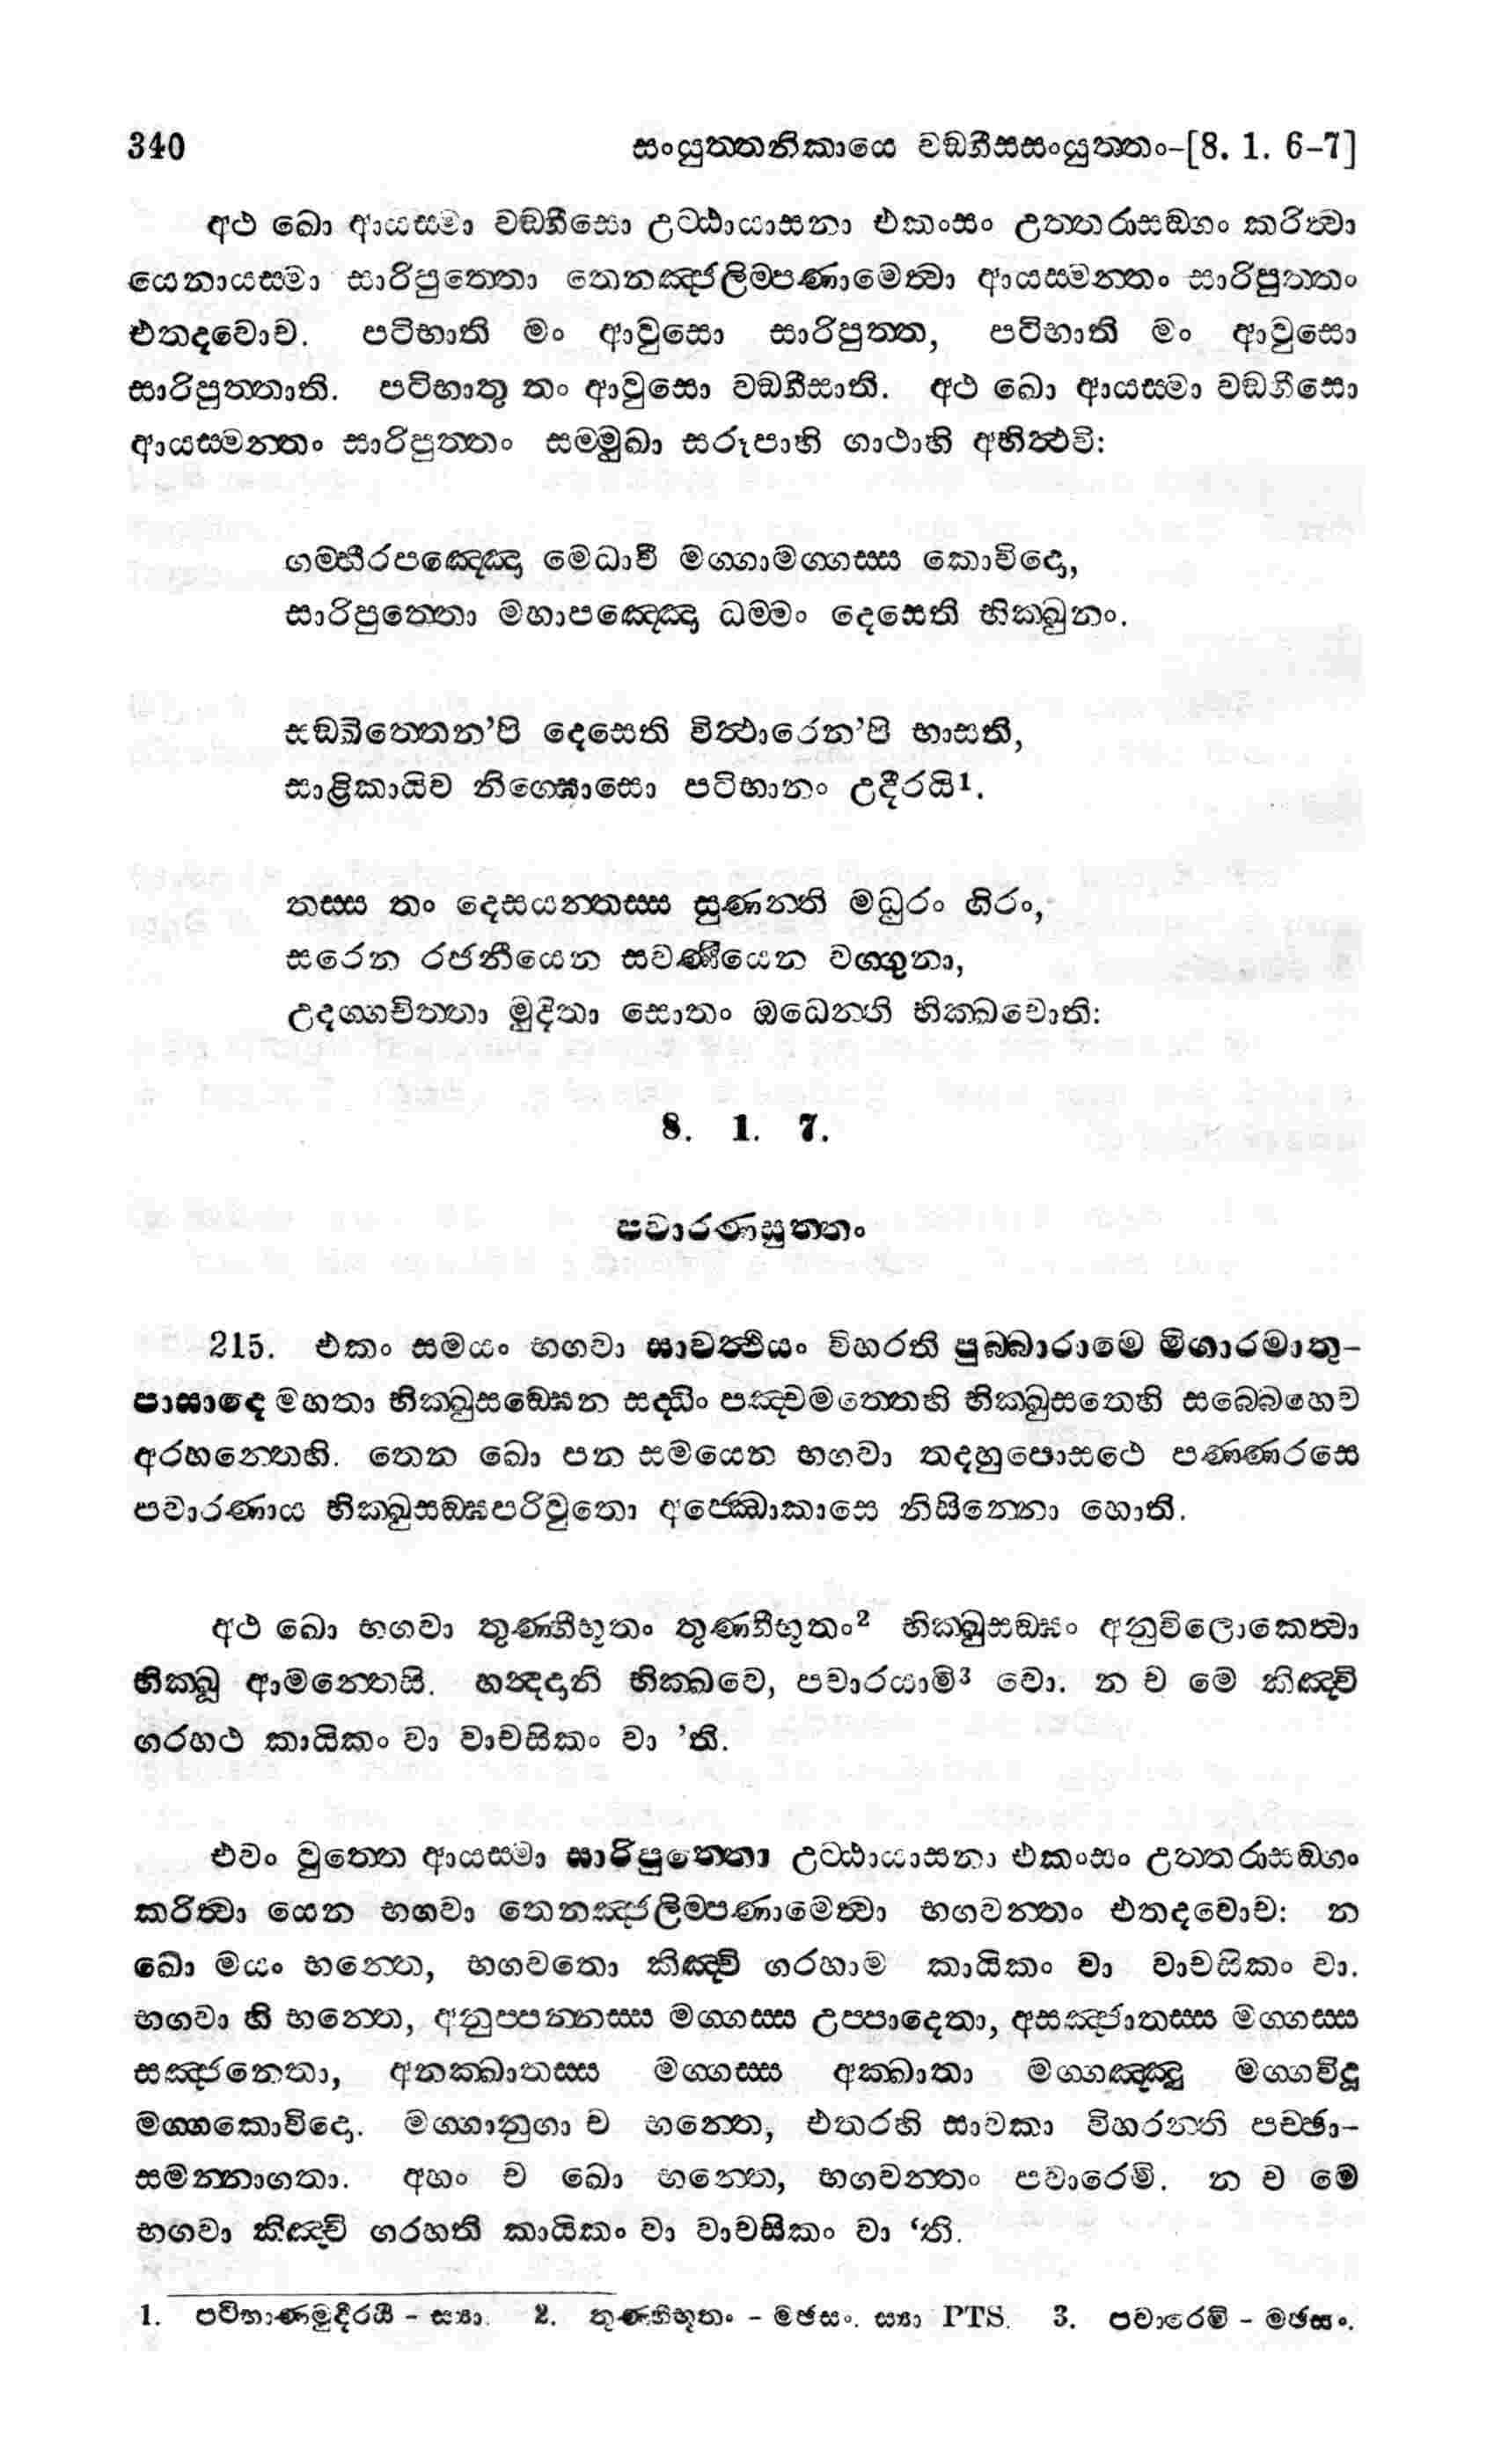 340 සංයුත්තනිකායෙ වඞ්ගීසසංයුත්තං-[8. 1. 6-7]
අථ ඛො ආයස්මා වඞ්ගීසො උට්ඨායාසනා එකංසං උත්තරාසඞ්ගං කරිත්වා
යෙනායස්මා සාරිපුත්තො තෙනඤ්ජලිම්පණාමෙත්වා ආයස්මන්තං සාරිපුත්තං
එතදවොච. පටිභාති මං ආවුසො සාරිපුත්ත, පටිභාති මං ආවුසො
සාරිපුත්තාති. පටිභාතු තං ආවුසො වඞ්ගීසාති. අථ ඛො ආයස්මා වඞ්ගීසො
ආයස්මන්තං සාරිපුත්තං සම්මුඛා සරූපාහි ගාථාහි අභිත්ථවි:
ගම්භීරපඤ්ඤො මෙධාවී මග්ගාමග්ගස්ස කොවිදො,
සාරිපුත්තො මහාපඤ්ඤො ධම්මං දෙසෙති භික්ඛුනං.
සඞ්ඛිත්තෙන’පි දෙසෙති විත්ථාරෙන’පි භාසති,
සාළිකායිව නිග්ඝොසො පටිභානං උදීරයි¹.
තස්ස තං දෙසයන්තස්ස සුණන්ති මධුරං ගිරං,
සරෙන රජනීයෙන සවණීයෙන වග්ගුනා,
උදග්ගචිත්තා මුදිතා සොතං ඔධෙන්ති භික්ඛවොති:
8. 1. 7.
පවාරණසුත්තං
215. එකං සමයං භගවා සාවත්ථියං විහරති පුබ්බාරාමෙ මිගාරමාතු-
පාසාදෙ මහතා භික්ඛුසඞ්ඝෙන සද්ධිං පඤ්චමත්තෙහි භික්ඛුසතෙහි සබ්බෙහෙව
අරහන්තෙහි. තෙන ඛො පන සමයෙන භගවා තදහුපොසථෙ පණ්ණරසෙ
පවාරණාය භික්ඛුසඞ්ඝපරිවුතො අජ්ඣොකාසෙ නිසින්නො හොති.
අථ ඛො භගවා තුණ්හීභූතං තුණ්හීභූතං² භික්ඛුසඞ්ඝං අනුවිලොකෙත්වා
භික්ඛූ ආමන්තෙසි. හන්දදානි භික්ඛවෙ, පවාරයාමි³ වො. න ච මෙ කිඤ්චි
ගරහථ කායිකං වා වාචසිකං වා ’ති.
එවං වුත්තෙ ආයස්මා සාරිපුත්තො උට්ඨායාසනා එකංසං උත්තරාසඞ්ගං
කරිත්වා යෙන භගවා තෙනඤ්ජලිම්පණාමෙත්වා භගවන්තං එතදවොච: න
ඛො මයං භන්තෙ, භගවතො කිඤ්චි ගරහාම කායිකං වා වාචසිකං වා.
භගවා හි භන්තෙ, අනුප්පන්නස්ස මග්ගස්ස උප්පාදෙතා, අසඤ්ජාතස්ස මග්ගස්ස
සඤ්ජනෙතා, අනක්ඛාතස්ස මග්ගස්ස අක්ඛාතා මග්ගඤ්ඤු මග්ගවිදූ
මග්ගකොවිදො. මග්ගානුගා ච භන්තෙ, එතරහි සාවකා විහරන්ති පච්ඡා-
සමන්නාගතා. අහං ච ඛො භන්තෙ, භගවන්තං පවාරෙමි. න ච මෙ
භගවා කිඤ්චි ගරහති කායිකං වා වාචසිකං වා ‘ති.
1. පටිභාණමුදීරයි - ස්‍යා. 2. තුණ්හීභූතං - මඡසං. ස්‍යා PTS. 3. පවාරෙමි - මඡසං.